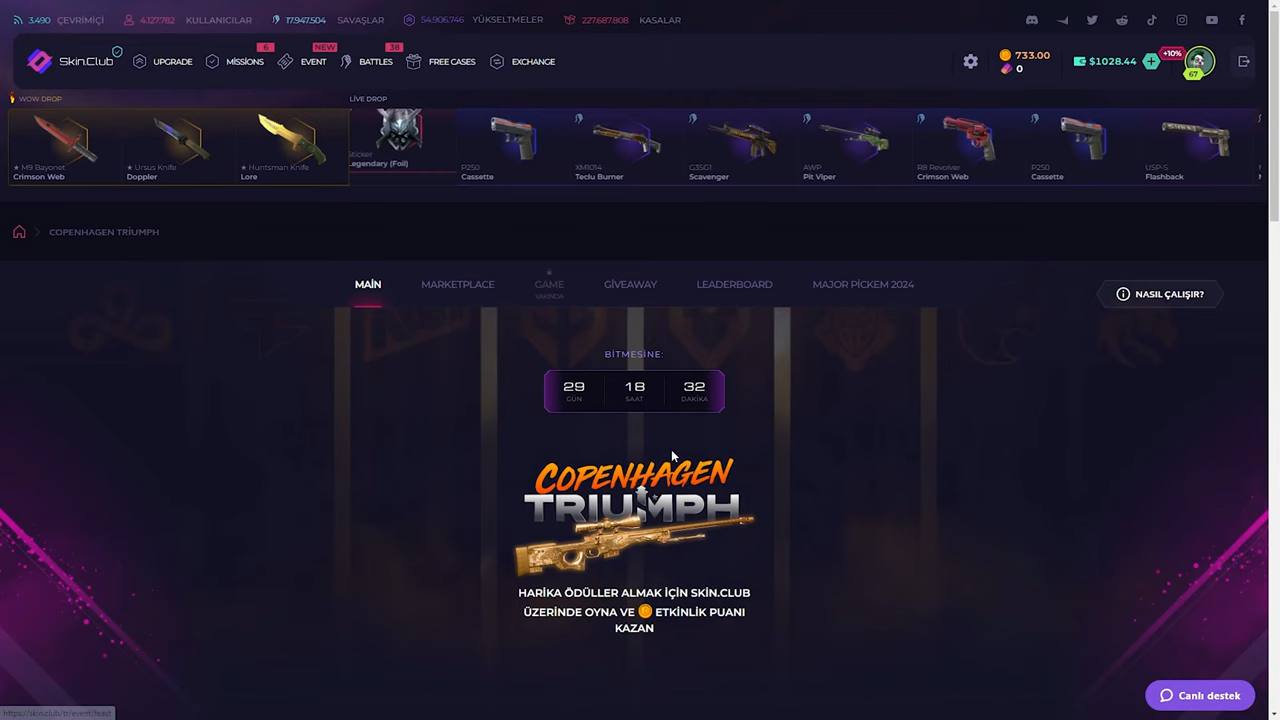 3.490 ÇEVRİMİÇİ 4.127.782 KULLANICILAR 17.947.504 SAVAŞLAR 54.906.746 YÜKSELTMELER 227.687.808 KASALAR
Skin.Club UPGRADE 6 MISSIONS NEW EVENT 38 BATTLES FREE CASES EXCHANGE 733.00 0 $1028.44 +10% 67
WOW DROP LİVE DROP
★ M9 Bayonet
Crimson Web
★ Ursus Knife
Doppler
★ Huntsman Knife
Lore
Sticker
Legendary (Foil)
P250
Cassette
XM1014
Teclu Burner
G3SG1
Scavenger
AWP
Pit Viper
R8 Revolver
Crimson Web
P250
Cassette
USP-S
Flashback
COPENHAGEN TRİUMPH
MAİN MARKETPLACE GAME GİVEAWAY LEADERBOARD MAJOR PİCKEM 2024
YAKINDA
NASIL ÇALIŞIR?
BİTMESİNE:
29 18 32
GÜN SAAT DAKİKA
COPENHAGEN
TRIUMPH
HARİKA ÖDÜLLER ALMAK İÇİN SKİN.CLUB
ÜZERİNDE OYNA VE ETKİNLİK PUANI
KAZAN
Canlı destek
https://skin.club/tr/event/feast